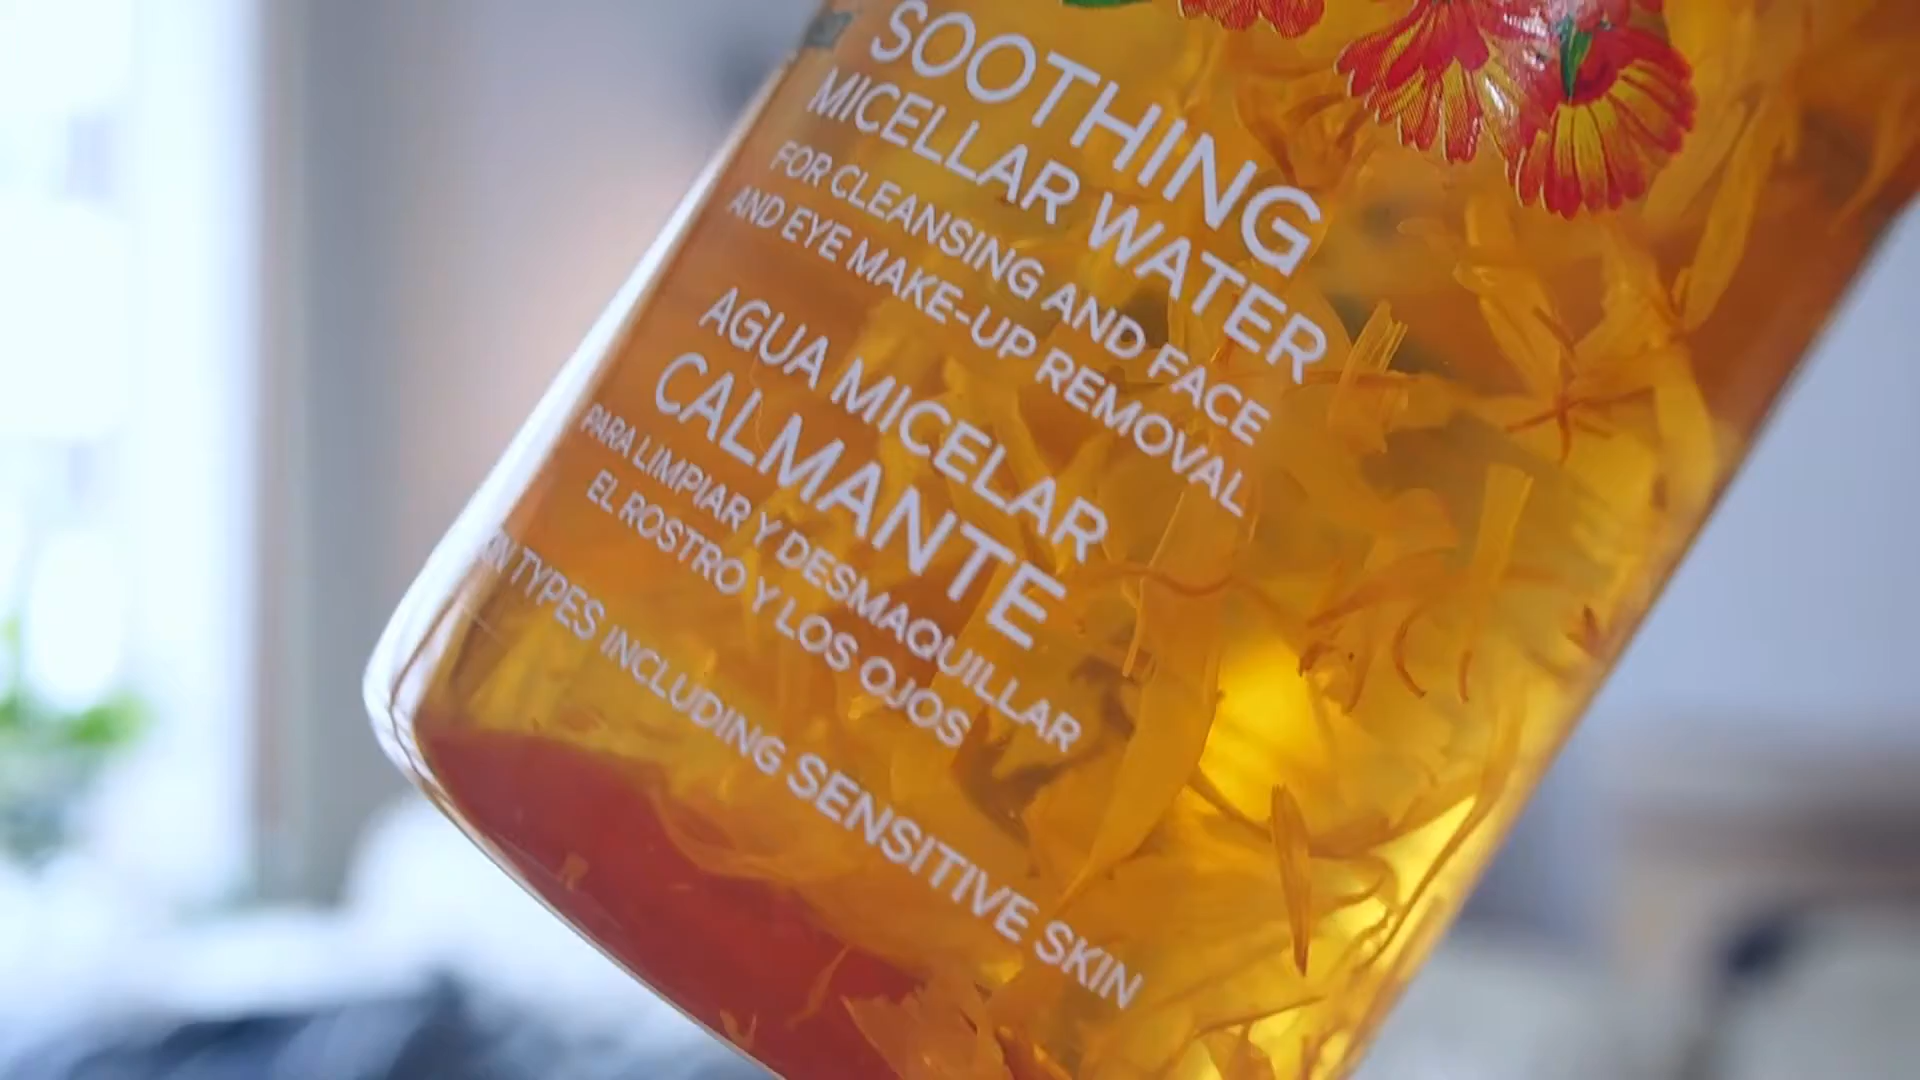 SOOTHING
MICELLAR WATER
FOR CLEANSING AND FACE
AND EYE MAKE-UP REMOVAL
AGUA MICELAR
CALMANTE
PARA LIMPIAR Y DESMAQUILLAR
EL ROSTRO Y LOS OJOS
TYPES INCLUDING SENSITIVE SKIN